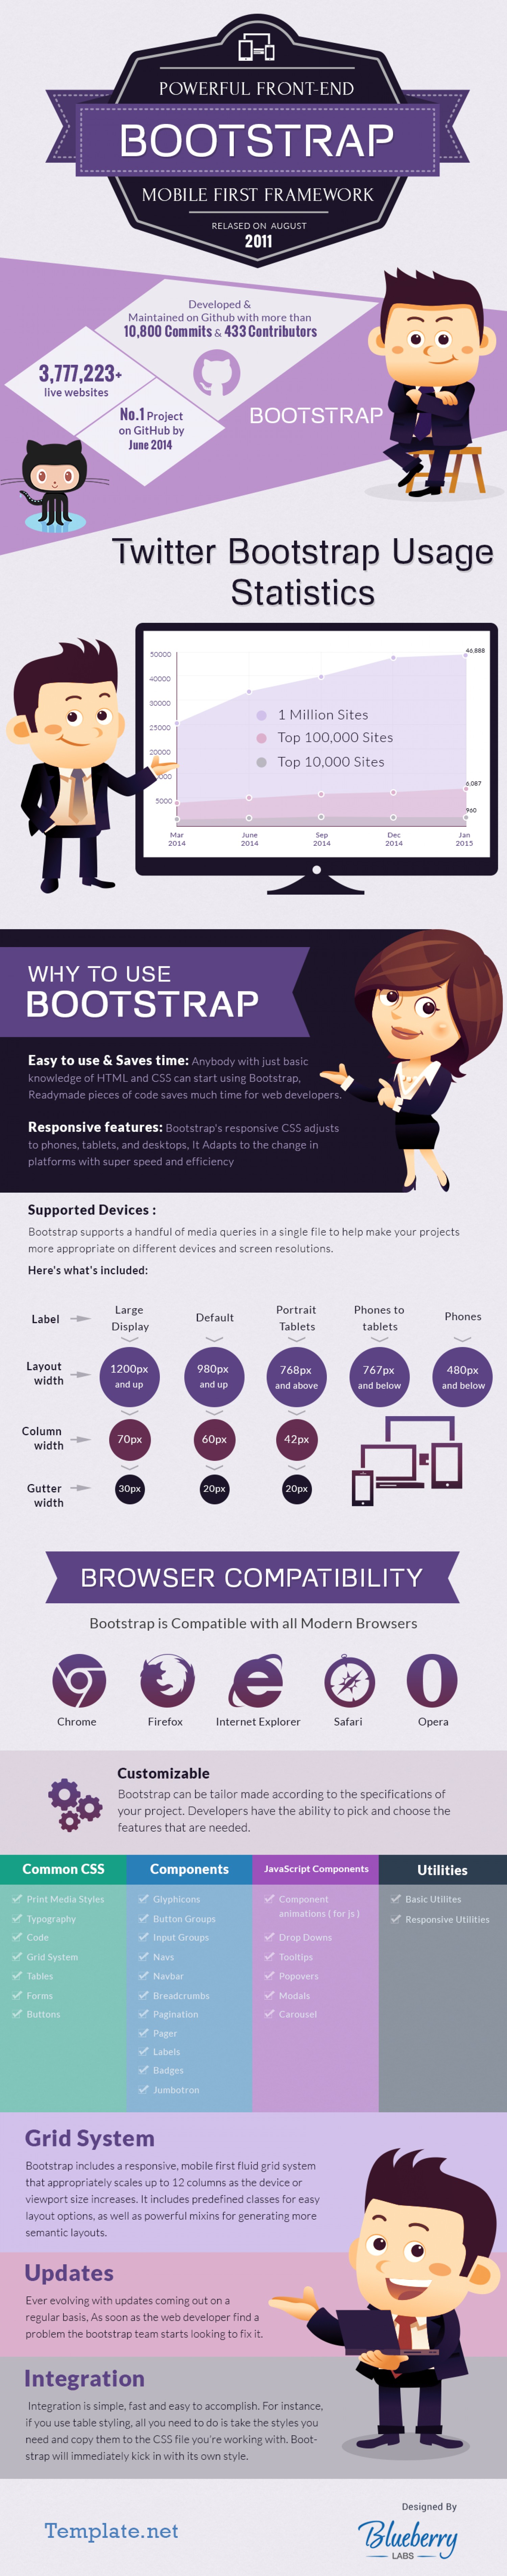 POWERFUL FRONT-END
BOOTSTRAP
MOBILE FIRST FRAMEWORK
RELASED ON AUGUST
2011
Developed &
Maintained on Github with more than
10,800 Commits & 433 Contributors
3,777,223+
live websites
No.1 Project
on GitHub by
June 2014
BOOTSTRAP
Twitter Bootstrap Usage
Statistics
50000
40000
30000
25000
20000
5000
46,888
6,087
960
1 Million Sites
Top 100,000 Sites
Top 10,000 Sites
Mar
2014
June
2014
Sep
2014
Dec
2014
Jan
2015
WHY TO USE
BOOTSTRAP
Easy to use & Saves time: Anybody with just basic
knowledge of HTML and CSS can start using Bootstrap,
Readymade pieces of code saves much time for web developers.
Responsive features: Bootstrap's responsive CSS adjusts
to phones, tablets, and desktops, It Adapts to the change in
platforms with super speed and efficiency
Supported Devices :
Bootstrap supports a handful of media queries in a single file to help make your projects
more appropriate on different devices and screen resolutions.
Here's what's included:
Label
Large
Display
Default
Portrait
Tablets
Phones to
tablets
Phones
Layout
width
1200px
and up
980px
and up
768px
and above
767px
and below
480px
and below
Column
width
70px
60px
42px
Gutter
width
30px
20px
20px
BROWSER COMPATIBILITY
Bootstrap is Compatible with all Modern Browsers
Chrome
Firefox
Internet Explorer
Safari
Opera
Customizable
Bootstrap can be tailor made according to the specifications of
your project. Developers have the ability to pick and choose the
features that are needed.
Common CSS
Print Media Styles
Typography
Code
Grid System
Tables
Forms
Buttons
Components
Glyphicons
Button Groups
Input Groups
Navs
Navbar
Breadcrumbs
Pagination
Pager
Labels
Badges
Jumbotron
JavaScript Components
Component
animations ( for js )
Drop Downs
Tooltips
Popovers
Modals
Carousel
Utilities
Basic Utilites
Responsive Utilities
Grid System
Bootstrap includes a responsive, mobile first fluid grid system
that appropriately scales up to 12 columns as the device or
viewport size increases. It includes predefined classes for easy
layout options, as well as powerful mixins for generating more
semantic layouts.
Updates
Ever evolving with updates coming out on a
regular basis, As soon as the web developer find a
problem the bootstrap team starts looking to fix it.
Integration
Integration is simple, fast and easy to accomplish. For instance,
if you use table styling, all you need to do is take the styles you
need and copy them to the CSS file you're working with. Boot-
strap will immediately kick in with its own style.
Template.net
Designed By
Blueberry
LABS